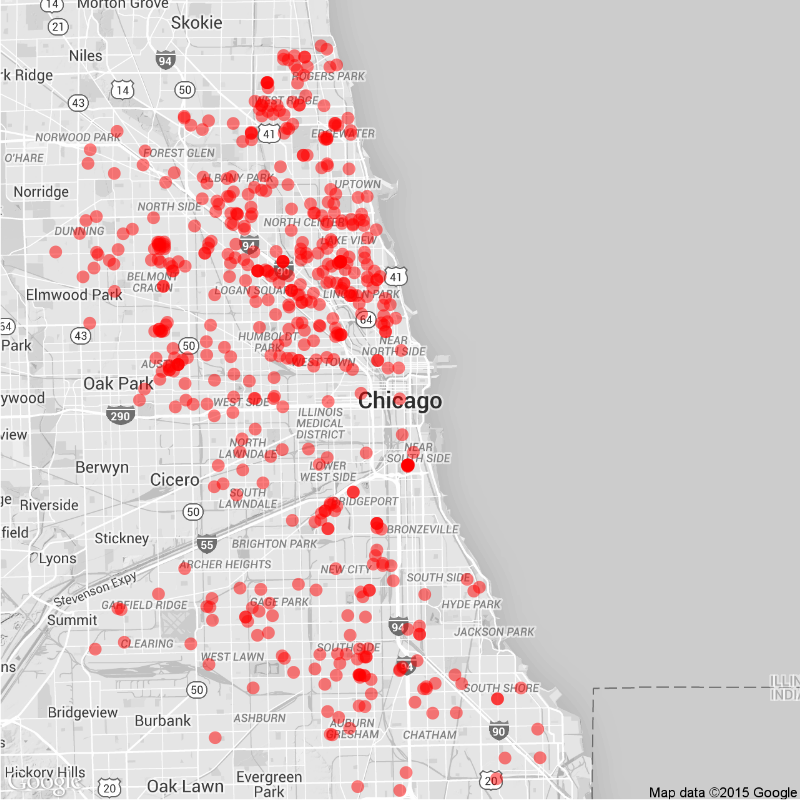 14
Morton Grove
21
Skokie
Niles
94
rk Ridge
14
50
ROGERS PARK
43
WEST RIDGE
NORWOOD PARK
41
EDGEWATER
O'HARE
FOREST GLEN
ALBANY PARK
UPTOWN
Norridge
NORTH SIDE
NORTH CENTER
DUNNING
94
LAKE VIEW
90
BELMONT
CRAGIN
41
Elmwood Park
LOGAN SQUARE
LINCOLN PARK
64
64
43
Park
50
HUMBOLDT
PARK
NEAR
NORTH SIDE
AUSTIN
WEST TOWN
Oak Park
ywood
WEST SIDE
Chicago
290
ILLINOIS
MEDICAL
DISTRICT
view
NORTH
LAWNDALE
NEAR
SOUTH SIDE
Berwyn
LOWER
WEST SIDE
Cicero
ge
Riverside
SOUTH
LAWNDALE
BRIDGEPORT
50
field
Stickney
55
BRIGHTON PARK
BRONZEVILLE
Lyons
ARCHER HEIGHTS
NEW CITY
SOUTH SIDE
Stevenson Expy
GARFIELD RIDGE
GAGE PARK
HYDE PARK
Summit
94
JACKSON PARK
CLEARING
SOUTH SIDE
WEST LAWN
94
ns
50
SOUTH SHORE
ILLIN
INDIA
Bridgeview
Burbank
ASHBURN
AUBURN
GRESHAM
CHATHAM
90
Hickory Hills
Google
20
Oak Lawn
Evergreen
Park
20
Map data ©2015 Google